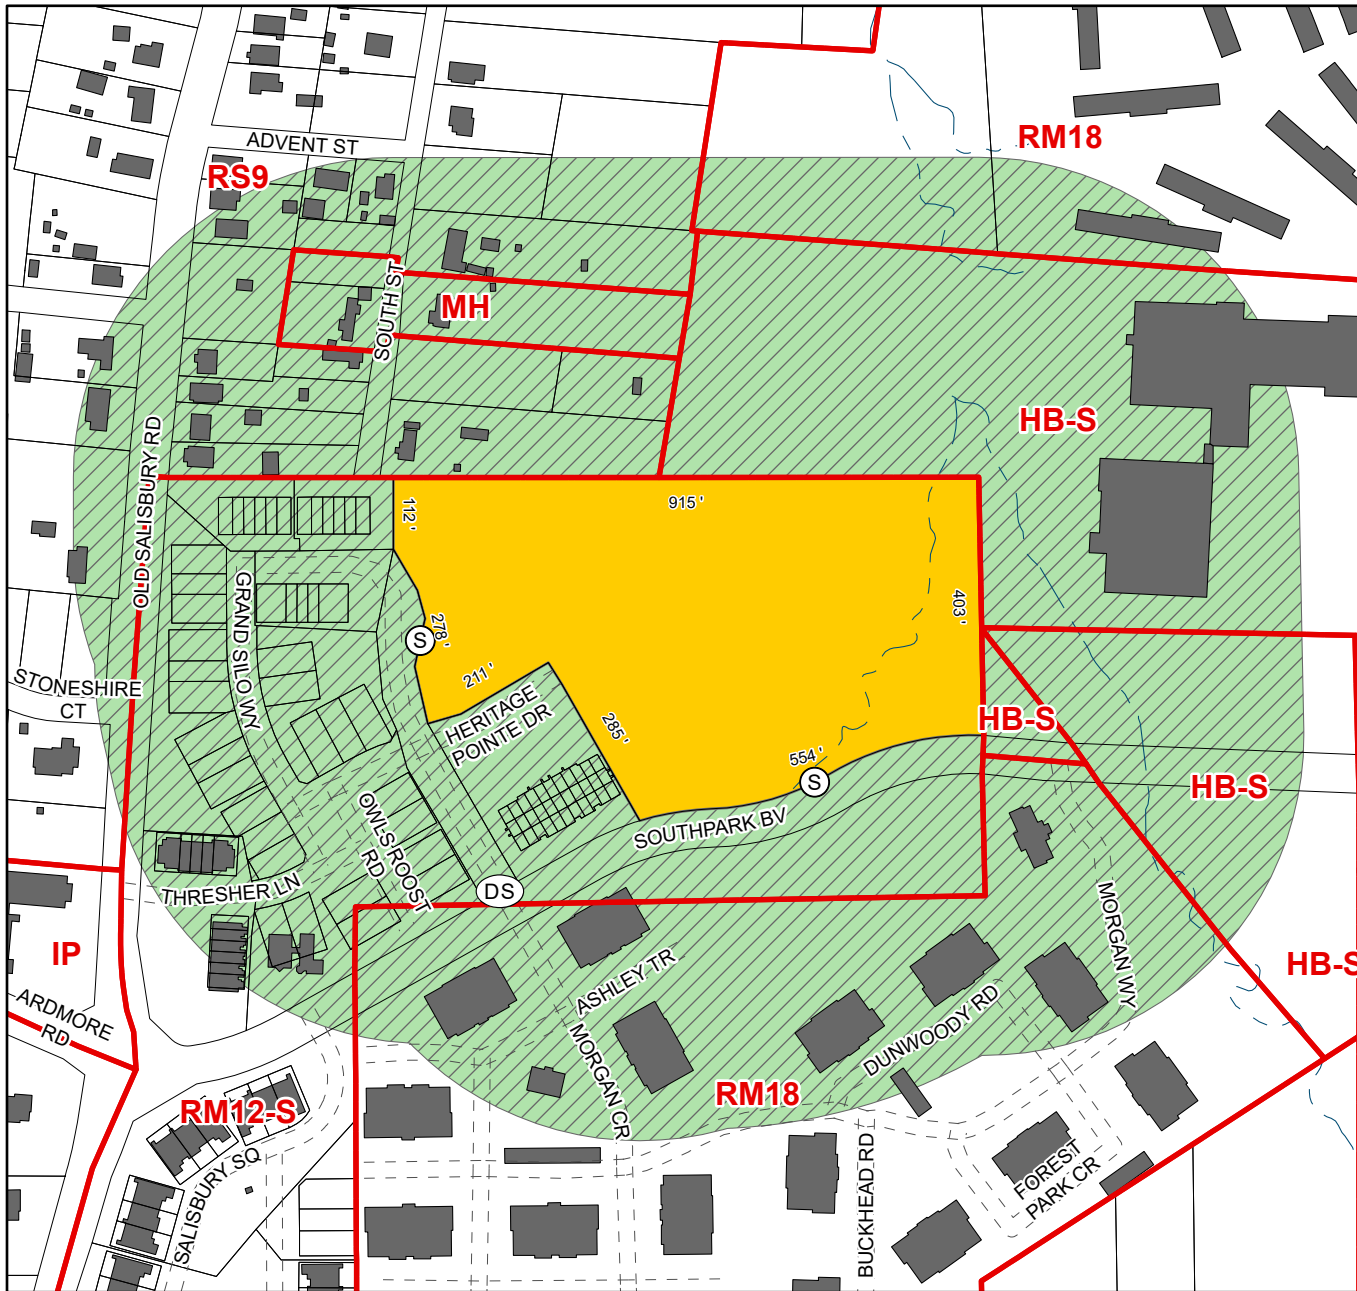 RM18
ADVENT ST
RS9
SOUTH ST
MH
HB-S
OLD SALISBURY RD
112 '
915 '
403 '
GRAND SILO WY
278 '
S
211 '
STONESHIRE
CT
HERITAGE
POINTE DR
285 '
HB-S
554 '
S
HB-S
SOUTHPARK BV
OWLS ROOST
RD
THRESHER LN
DS
MORGAN WY
IP
HB-S
ARDMORE
RD
ASHLEY TR
DUNWOODY RD
MORGAN CR
RM18
RM12-S
SALISBURY SQ
BUCKHEAD RD
FOREST
PARK CR